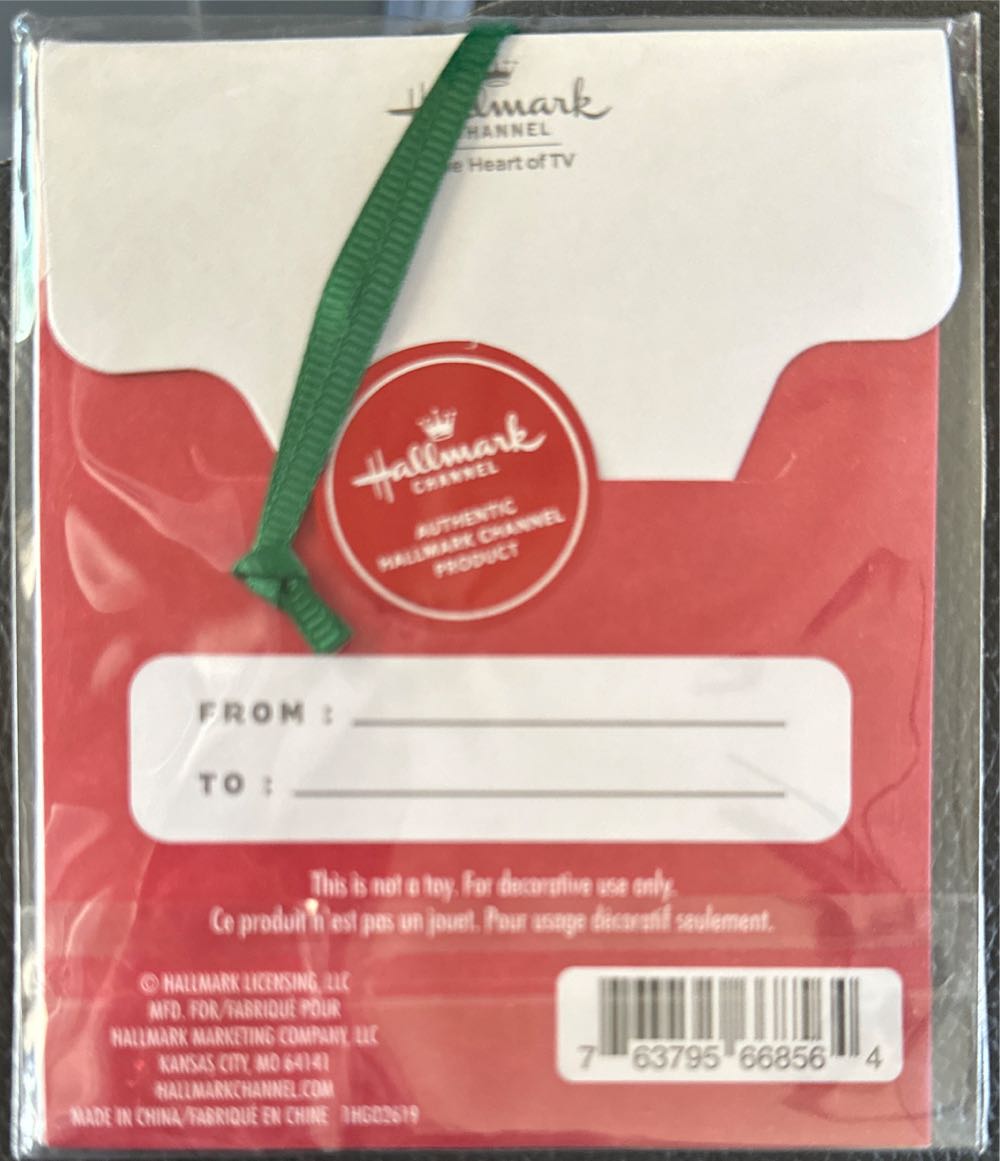 Hallmark
CHANNEL
Heart of TV
Hallmark
CHANNEL
AUTHENTIC
HALLMARK CHANNEL
PRODUCT
FROM :
TO :
This is not a toy. For decorative use only.
Ce produit n'est pas un jouet. Pour usage décoratif seulement.
© HALLMARK LICENSING, LLC
MFD. FOR/FABRIQUÉ POUR
HALLMARK MARKETING COMPANY, LLC
KANSAS CITY, MO 64141
HALLMARKCHANNEL.COM
MADE IN CHINA/FABRIQUÉ EN CHINE 1HGD2619
7 63795 66856 4